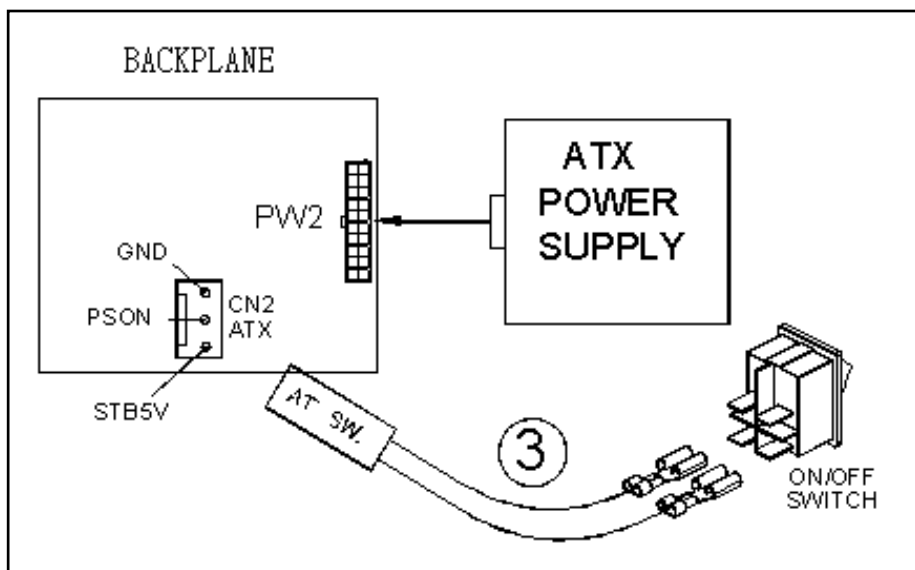 BACKPLANE
ATX
POWER
SUPPLY
PW2
GND
PSON
CN2
ATX
STB5V
AT SW.
3
ON/OFF
SWITCH